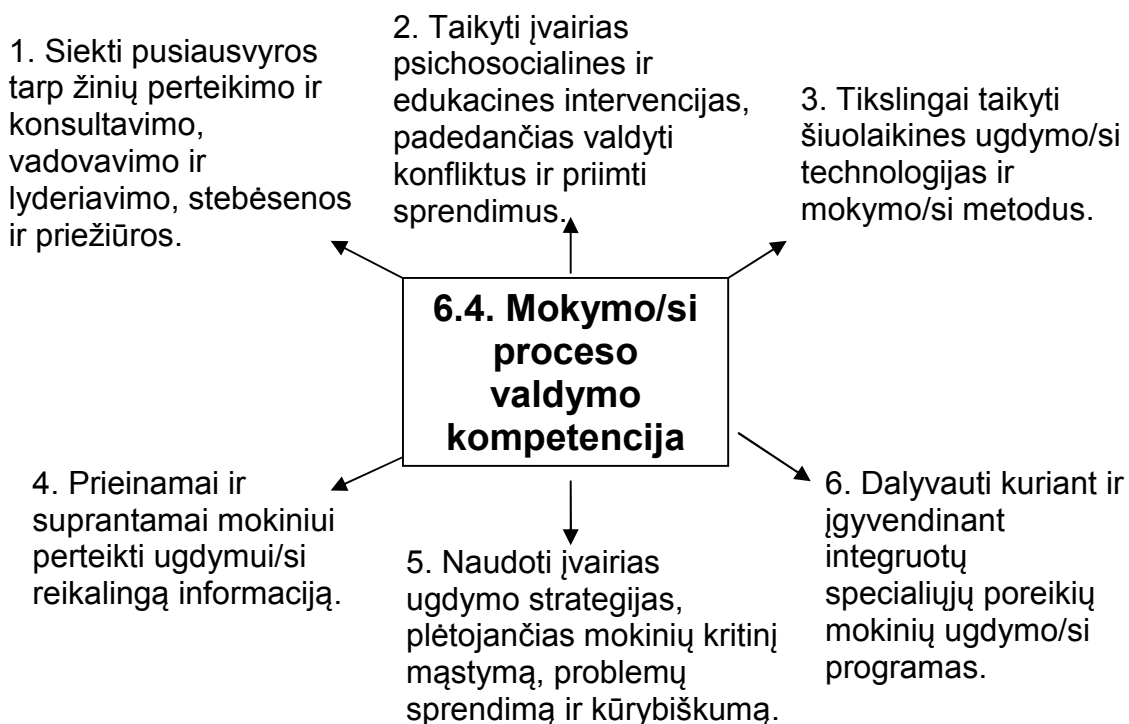 1. Siekti pusiausvyros
tarp žinių perteikimo ir
konsultavimo,
vadovavimo ir
lyderiavimo, stebėsenos
ir priežiūros.
2. Taikyti įvairias
psichosocialines ir
edukacines intervencijas,
padedančias valdyti
konfliktus ir priimti
sprendimus.
3. Tikslingai taikyti
šiuolaikines ugdymo/si
technologijas ir
mokymo/si metodus.
6.4. Mokymo/si
proceso
valdymo
kompetencija
4. Prieinamai ir
suprantamai mokiniui
perteikti ugdymui/si
reikalingą informaciją.
5. Naudoti įvairias
ugdymo strategijas,
plėtojančias mokinių kritinį
mąstymą, problemų
sprendimą ir kūrybiškumą.
6. Dalyvauti kuriant ir
įgyvendinant
integruotų
specialiųjų poreikių
mokinių ugdymo/si
programas.